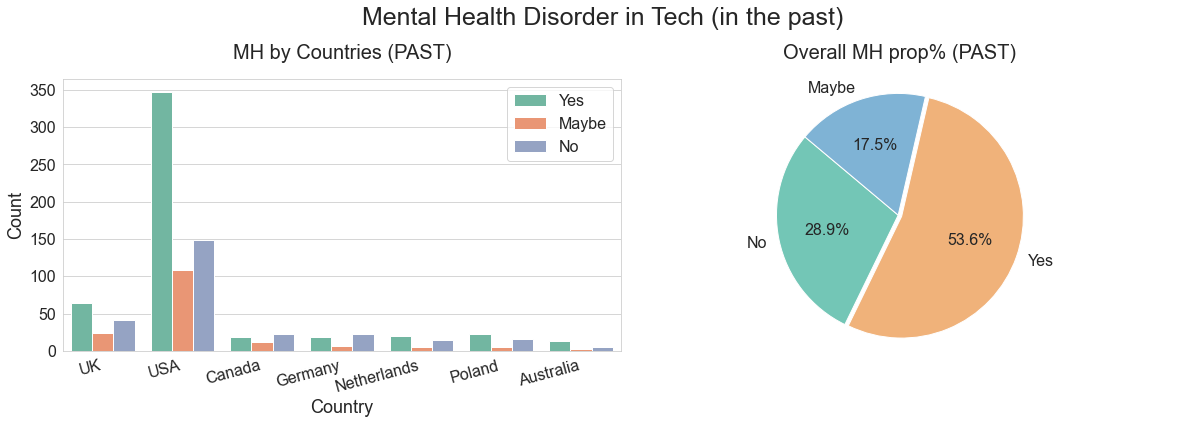 Mental Health Disorder in Tech (in the past)
MH by Countries (PAST)
350
300
250
200
150
100
50
0
Count
Yes
Maybe
No
UK
USA
Canada
Germany
Netherlands
Poland
Australia
Country
Overall MH prop% (PAST)
Maybe
17.5%
No
28.9%
53.6%
Yes